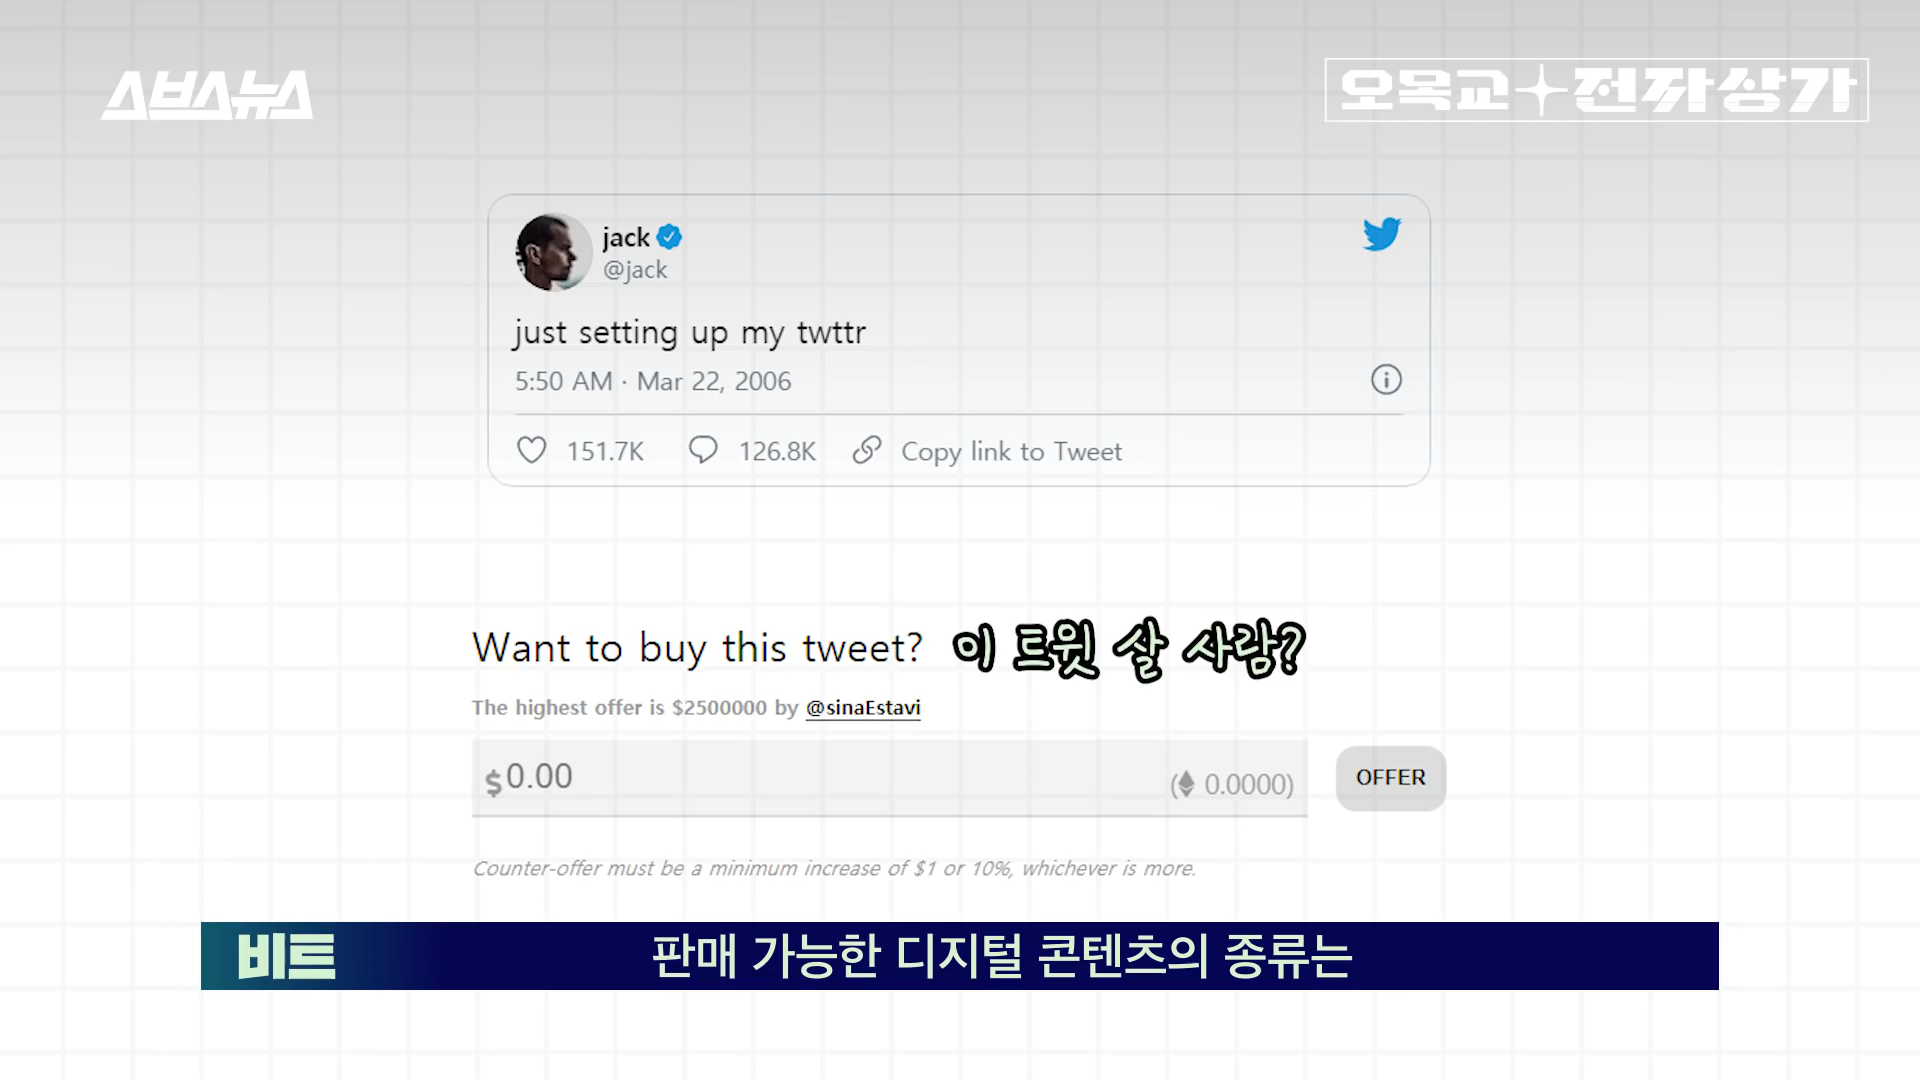 스브스뉴스
오목교 전자상가
jack
@jack
just setting up my twttr
5:50 AM · Mar 22, 2006
151.7K 126.8K Copy link to Tweet
Want to buy this tweet? 이 트윗 살 사람?
The highest offer is $2500000 by @sinaEstavi
$0.00 (0.0000) OFFER
Counter-offer must be a minimum increase of $1 or 10%, whichever is more.
비트 판매 가능한 디지털 콘텐츠의 종류는